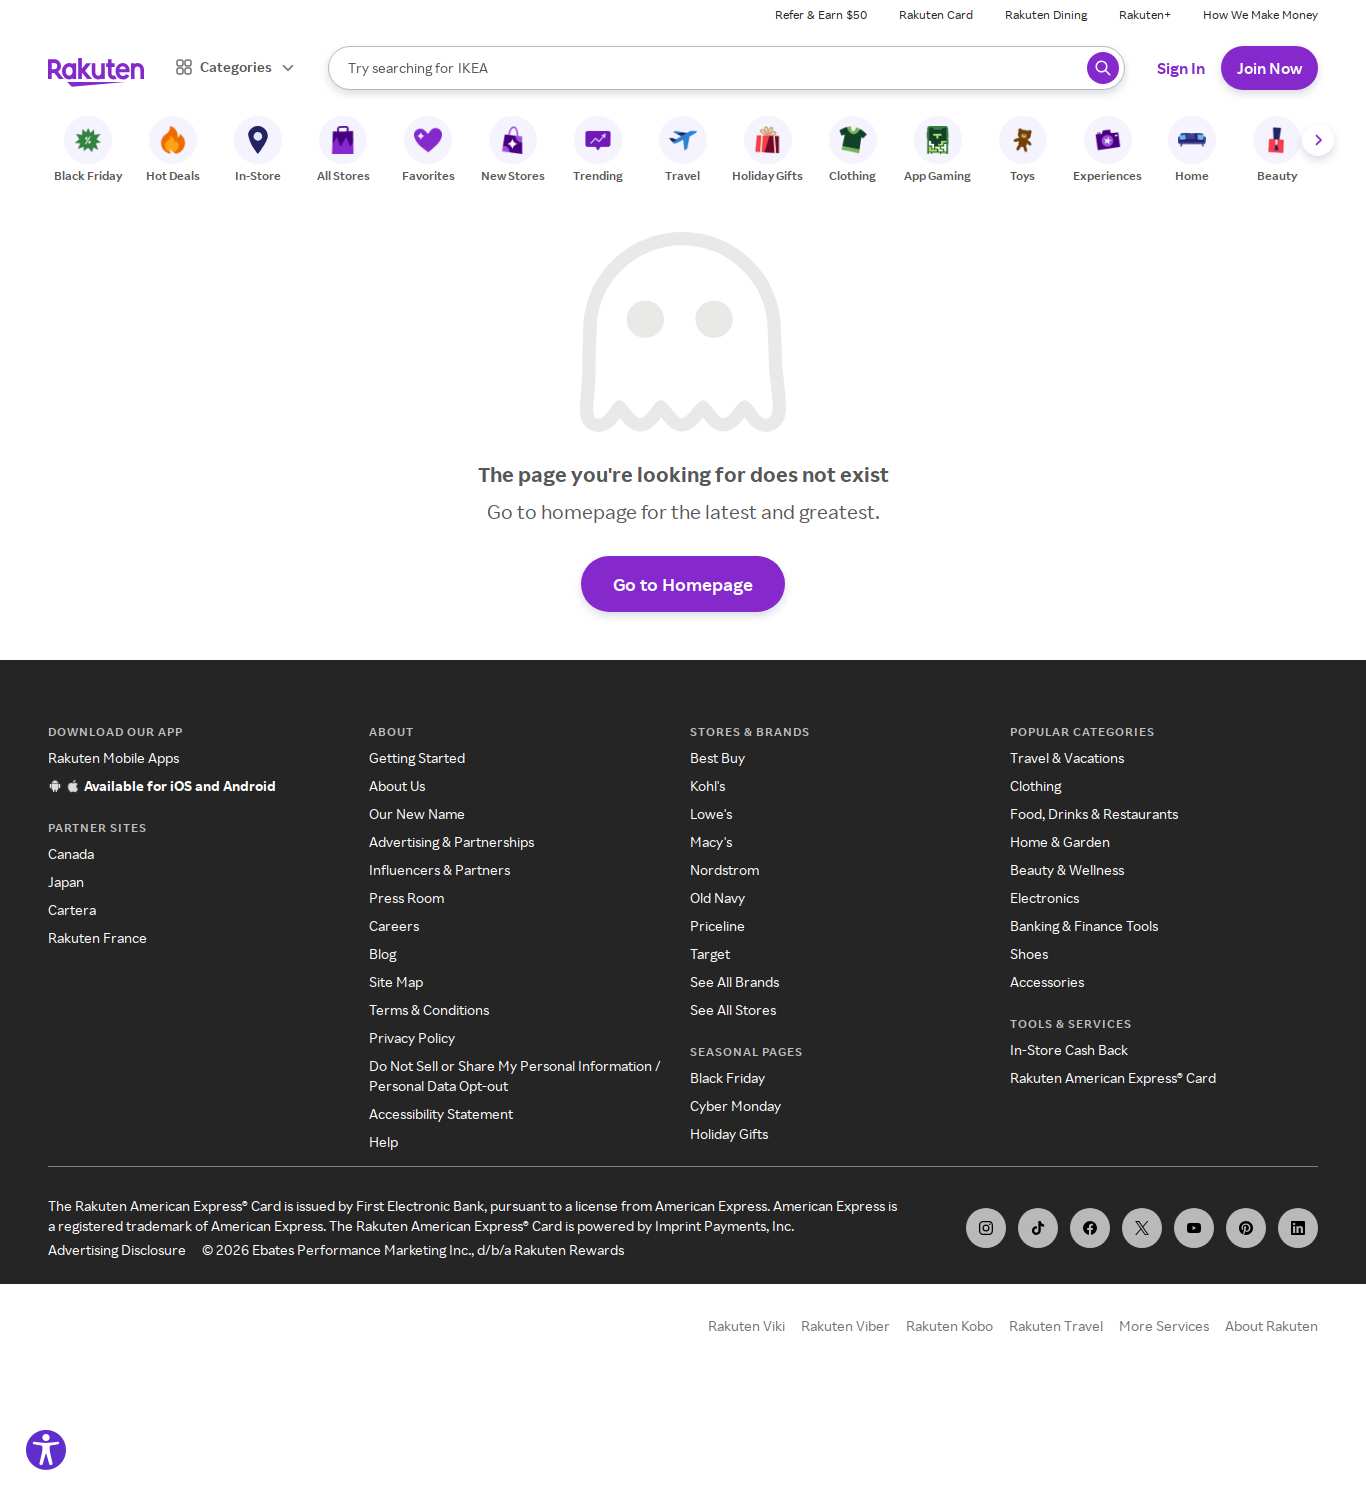 Refer & Earn $50
Rakuten Card
Rakuten Dining
Rakuten+
How We Make Money
Rakuten
Categories
Try searching for IKEA
Sign In
Join Now
Black Friday
Hot Deals
In-Store
All Stores
Favorites
New Stores
Trending
Travel
Holiday Gifts
Clothing
App Gaming
Toys
Experiences
Home
Beauty
The page you're looking for does not exist
Go to homepage for the latest and greatest.
Go to Homepage
DOWNLOAD OUR APP
Rakuten Mobile Apps
Available for iOS and Android
PARTNER SITES
Canada
Japan
Cartera
Rakuten France
ABOUT
Getting Started
About Us
Our New Name
Advertising & Partnerships
Influencers & Partners
Press Room
Careers
Blog
Site Map
Terms & Conditions
Privacy Policy
Do Not Sell or Share My Personal Information /
Personal Data Opt-out
Accessibility Statement
Help
STORES & BRANDS
Best Buy
Kohl's
Lowe's
Macy's
Nordstrom
Old Navy
Priceline
Target
See All Brands
See All Stores
SEASONAL PAGES
Black Friday
Cyber Monday
Holiday Gifts
POPULAR CATEGORIES
Travel & Vacations
Clothing
Food, Drinks & Restaurants
Home & Garden
Beauty & Wellness
Electronics
Banking & Finance Tools
Shoes
Accessories
TOOLS & SERVICES
In-Store Cash Back
Rakuten American Express® Card
The Rakuten American Express® Card is issued by First Electronic Bank, pursuant to a license from American Express. American Express is
a registered trademark of American Express. The Rakuten American Express® Card is powered by Imprint Payments, Inc.
Advertising Disclosure
© 2026 Ebates Performance Marketing Inc., d/b/a Rakuten Rewards
Rakuten Viki
Rakuten Viber
Rakuten Kobo
Rakuten Travel
More Services
About Rakuten